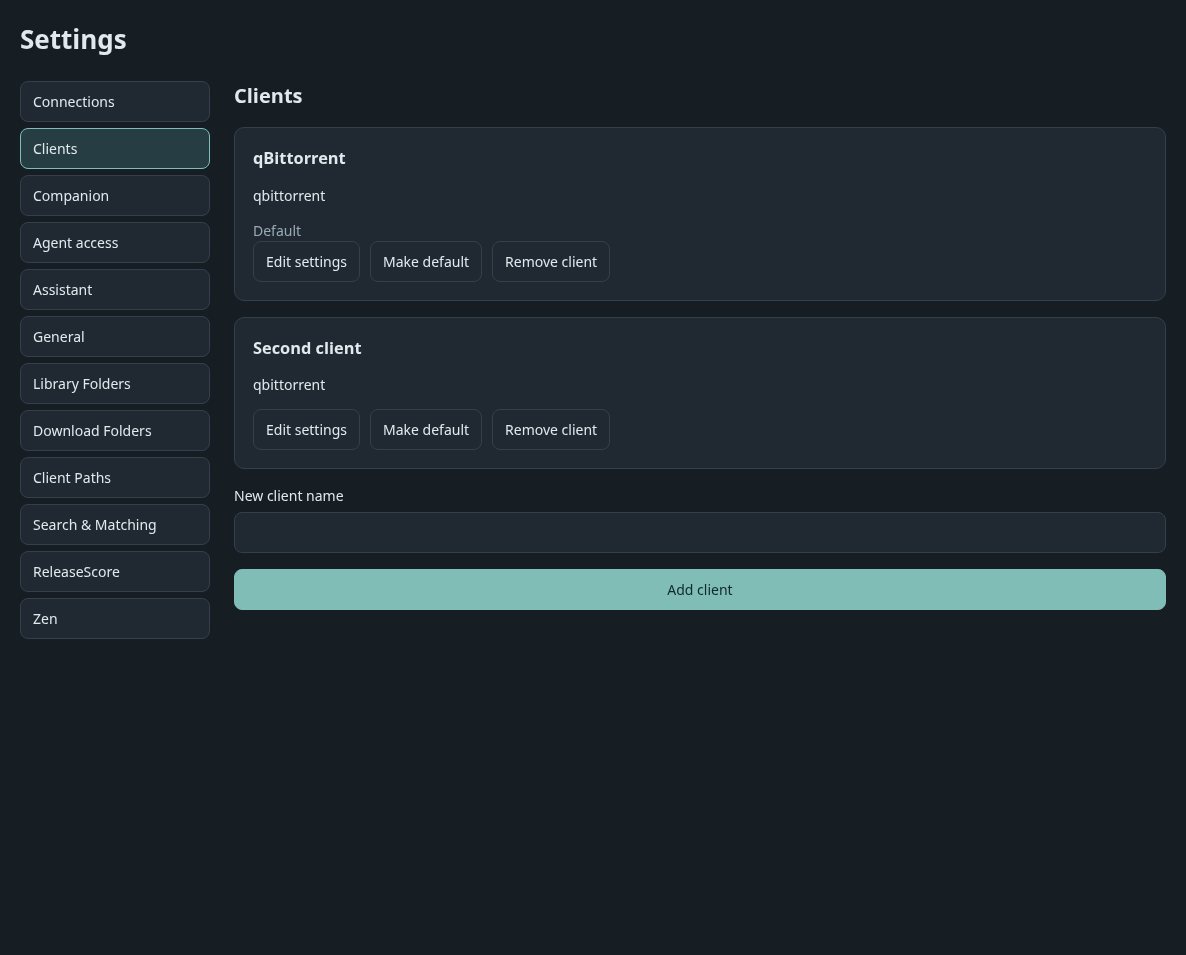 Settings
Connections
Clients
Companion
Agent access
Assistant
General
Library Folders
Download Folders
Client Paths
Search & Matching
ReleaseScore
Zen
Clients
qBittorrent
qbittorrent
Default
Edit settings Make default Remove client
Second client
qbittorrent
Edit settings Make default Remove client
New client name
Add client